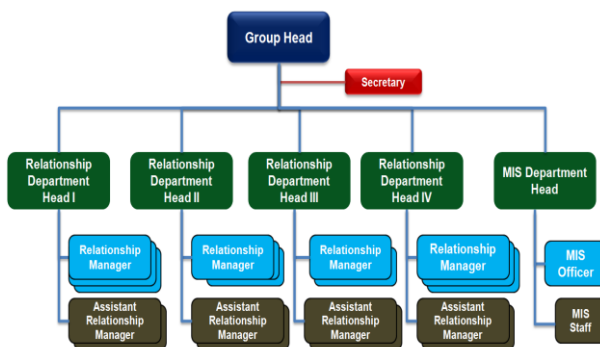 Group Head
Secretary
Relationship
Department
Head I
Relationship
Department
Head II
Relationship
Department
Head III
Relationship
Department
Head IV
MIS Department
Head
Relationship
Manager
Relationship
Manager
Relationship
Manager
Relationship
Manager
MIS
Officer
Assistant
Relationship
Manager
Assistant
Relationship
Manager
Assistant
Relationship
Manager
Assistant
Relationship
Manager
MIS
Staff